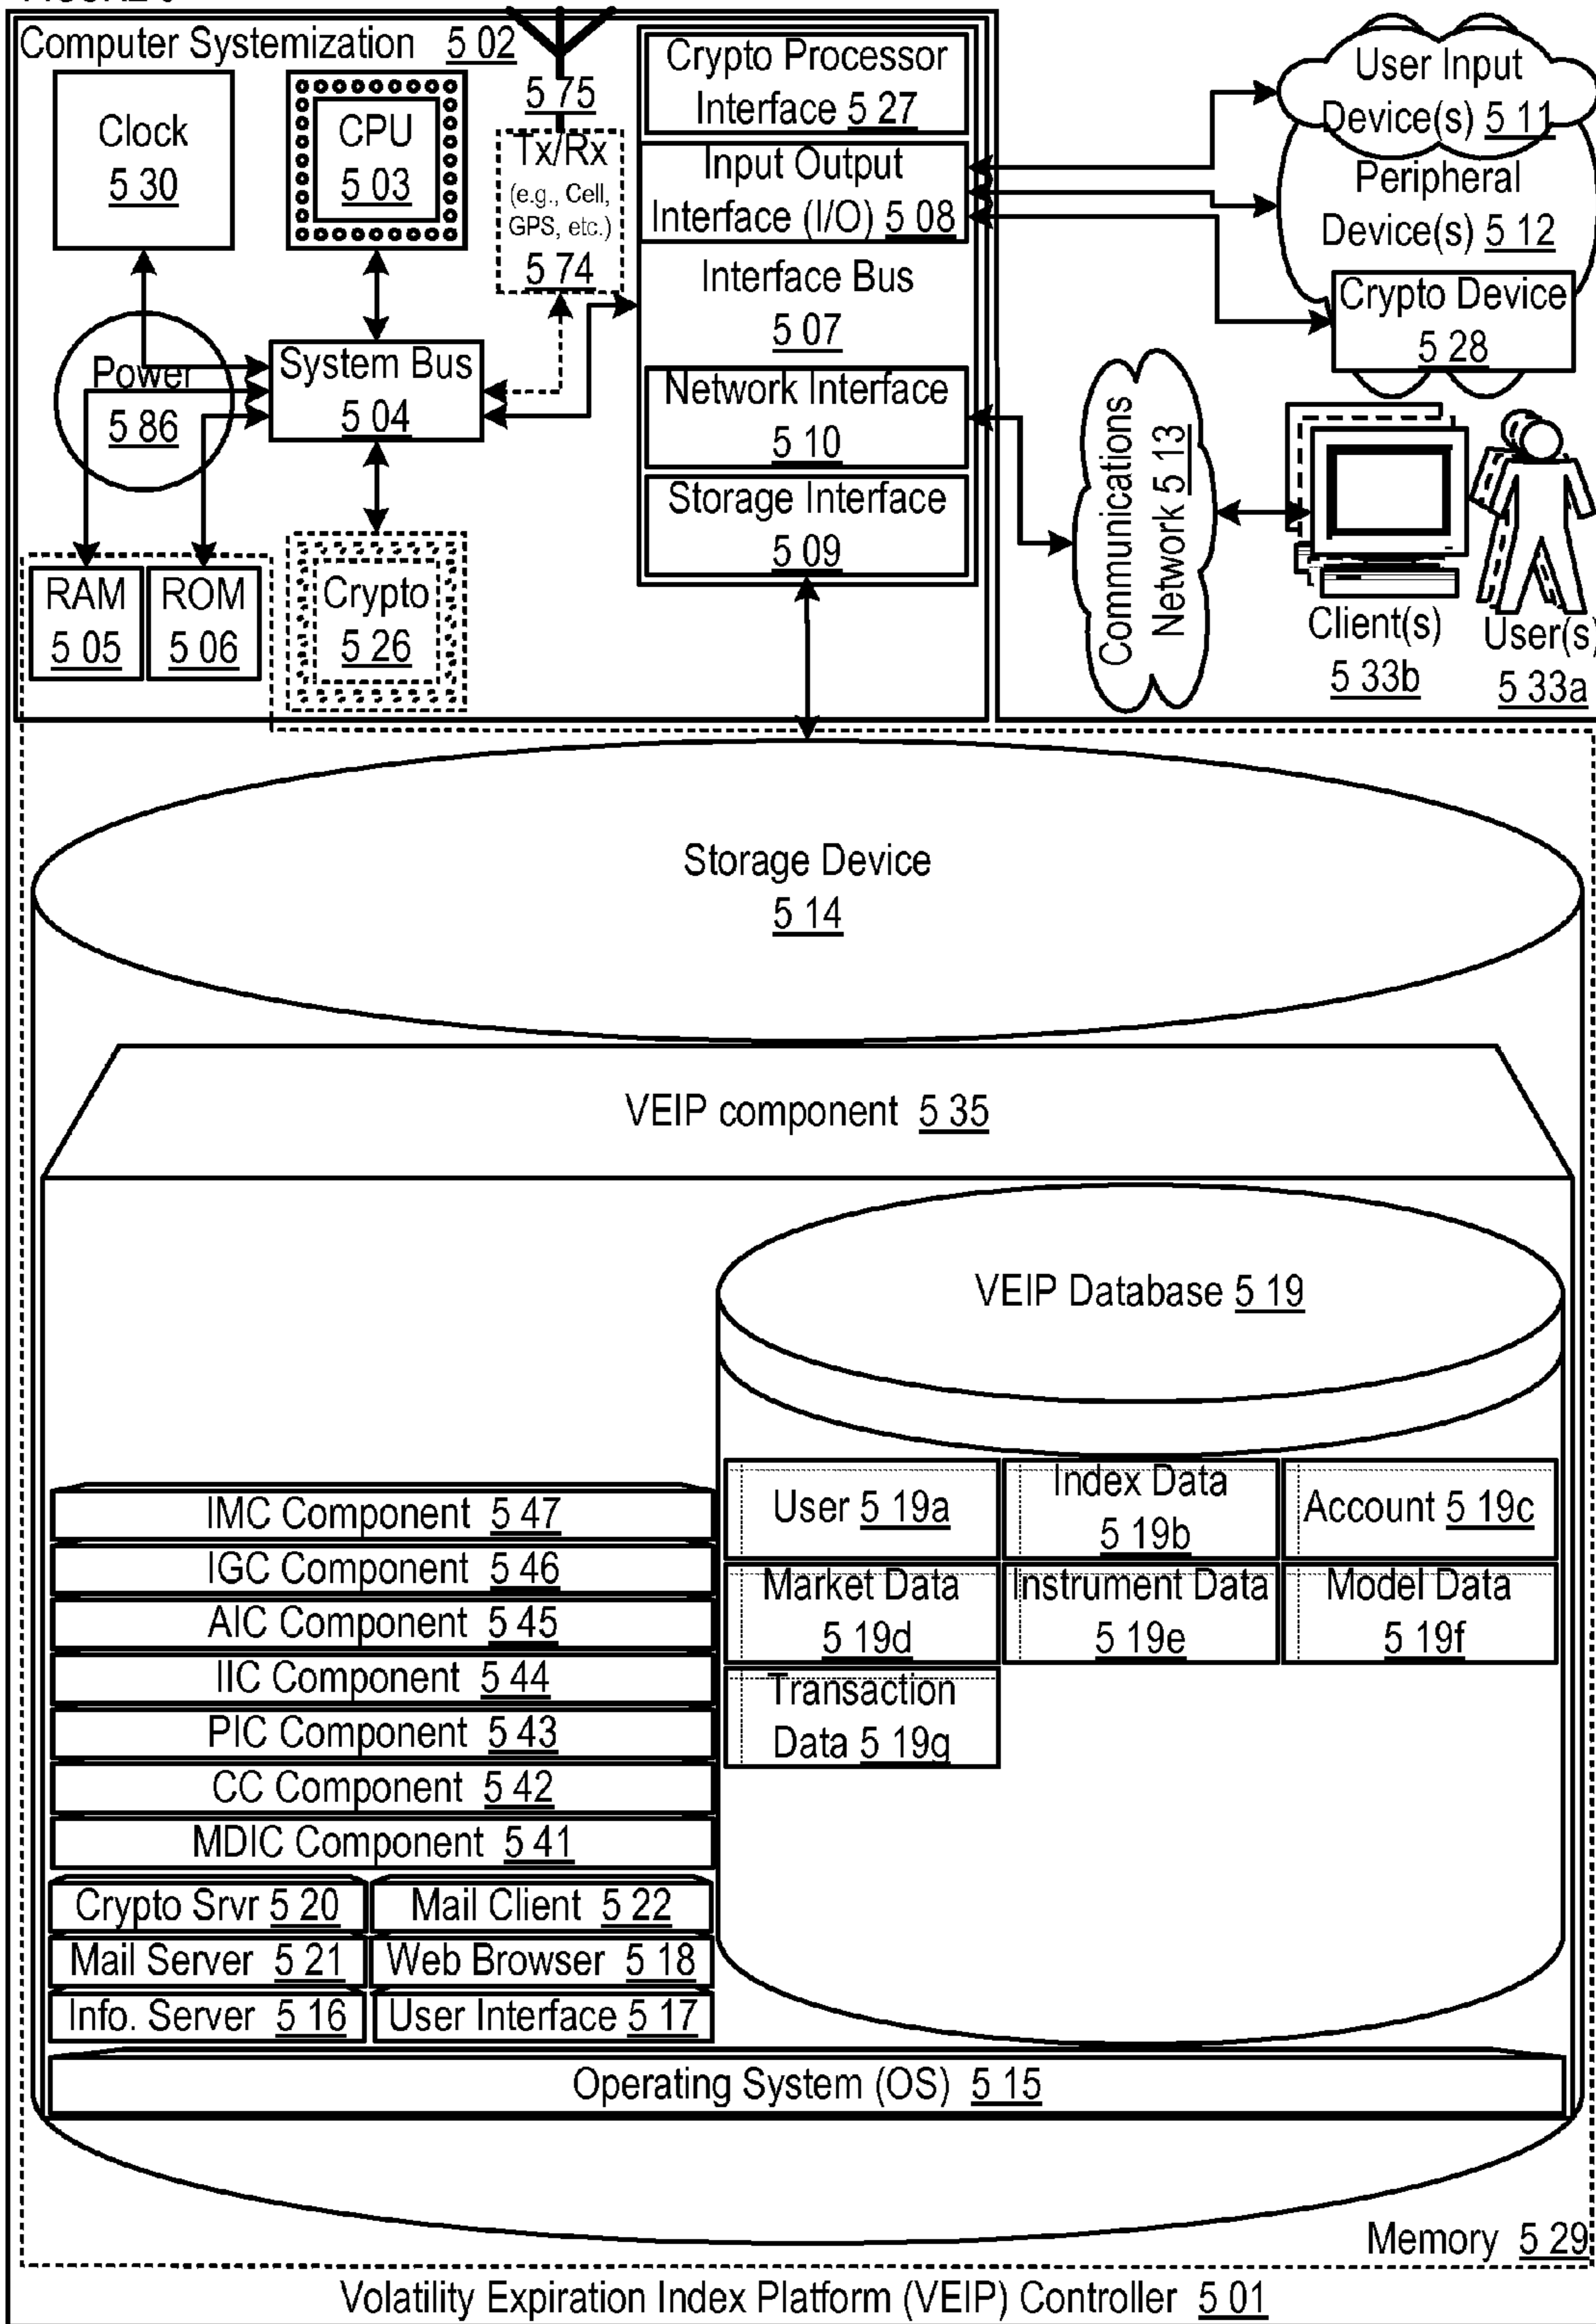 Computer Systemization 5 02
Clock
5 30
CPU
5 03
5 75
Tx/Rx
(e.g., Cell,
GPS, etc.)
5 74
Crypto Processor
Interface 5 27
Input Output
Interface (I/O) 5 08
Interface Bus
5 07
Network Interface
5 10
Storage Interface
5 09
User Input
Device(s) 5 11
Peripheral
Device(s) 5 12
Crypto Device
5 28
Power
5 86
System Bus
5 04
RAM
5 05
ROM
5 06
Crypto
5 26
Communications
Network 5 13
Client(s)
5 33b
User(s)
5 33a
Storage Device
5 14
VEIP component 5 35
VEIP Database 5 19
User 5 19a
Index Data
5 19b
Account 5 19c
Market Data
5 19d
Instrument Data
5 19e
Model Data
5 19f
Transaction
Data 5 19g
IMC Component 5 47
IGC Component 5 46
AIC Component 5 45
IIC Component 5 44
PIC Component 5 43
CC Component 5 42
MDIC Component 5 41
Crypto Srvr 5 20
Mail Client 5 22
Mail Server 5 21
Web Browser 5 18
Info. Server 5 16
User Interface 5 17
Operating System (OS) 5 15
Memory 5 29
Volatility Expiration Index Platform (VEIP) Controller 5 01